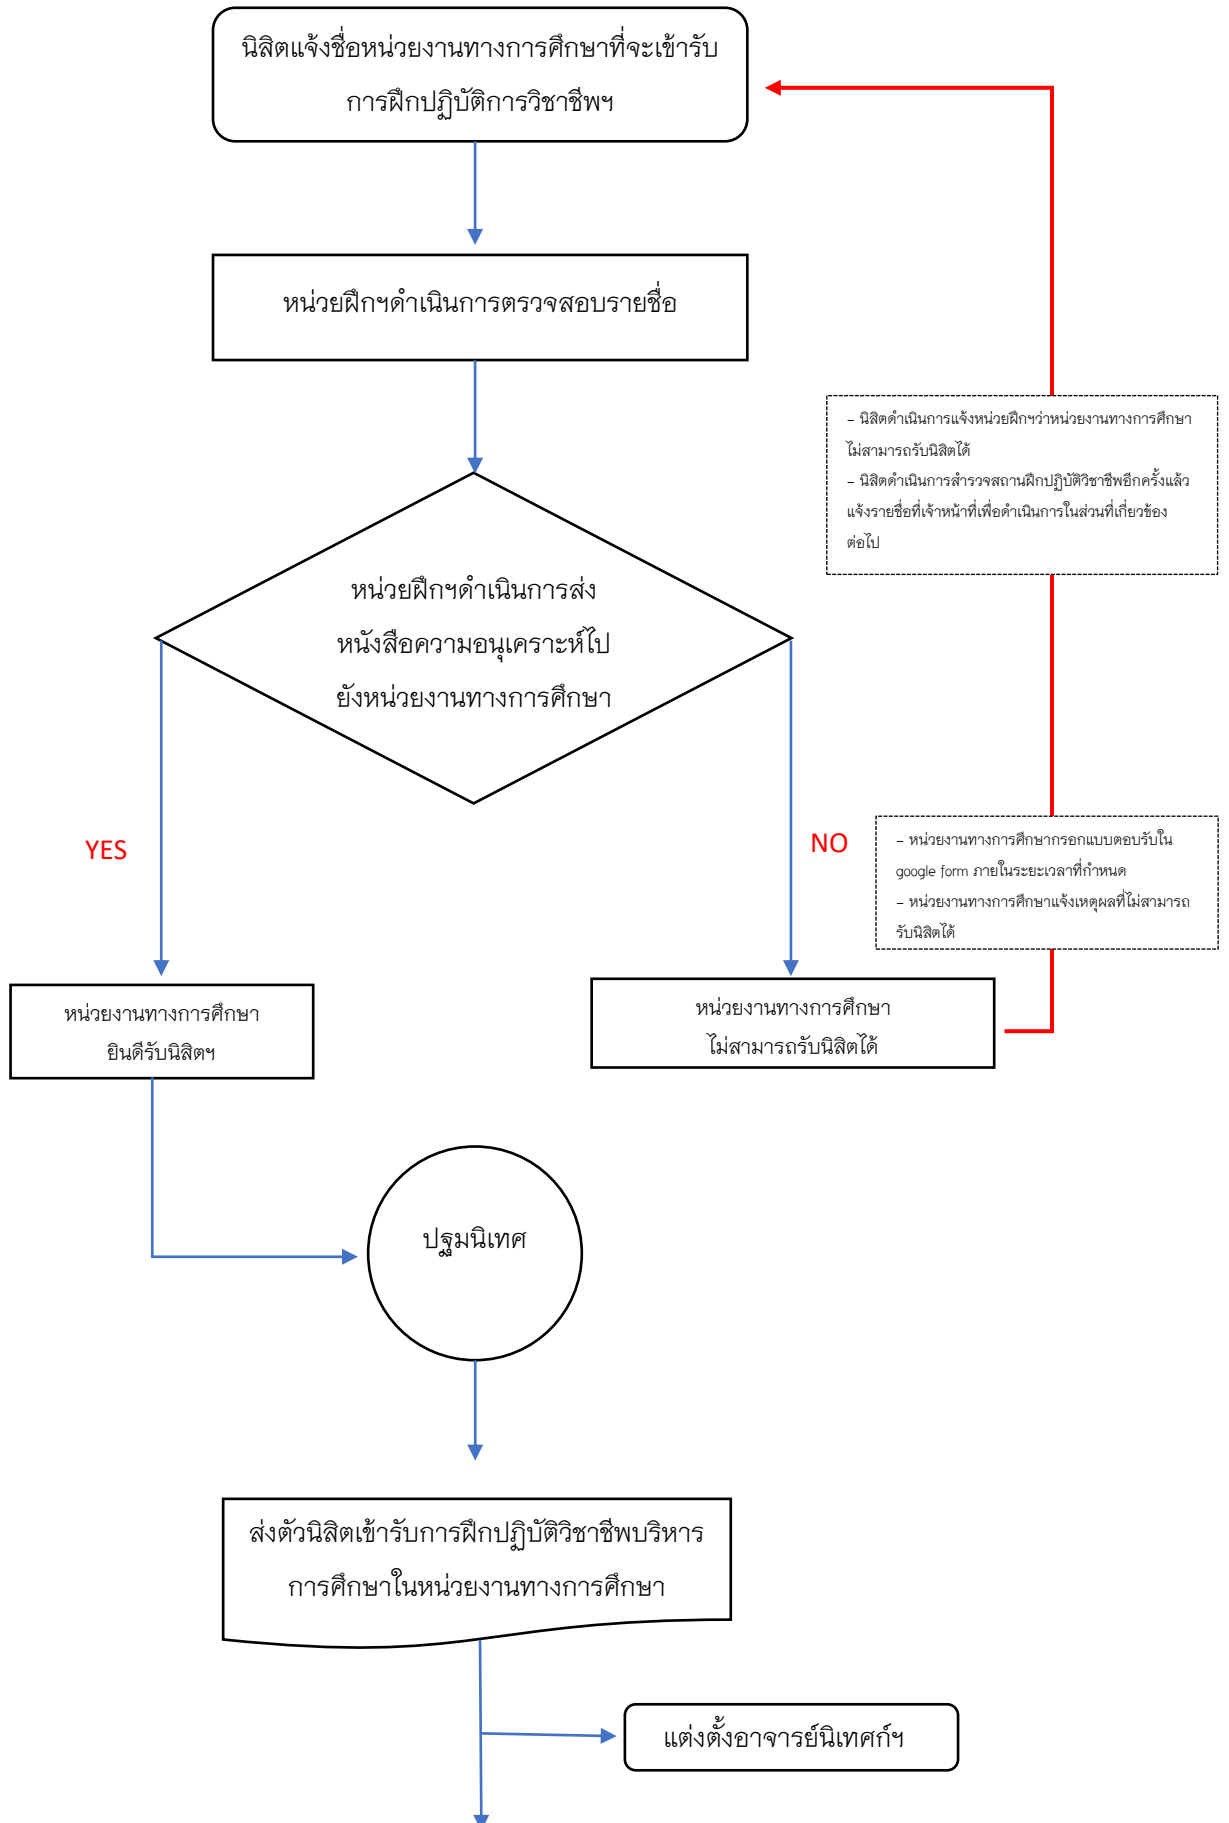 นิสิตแจ้งชื่อหน่วยงานทางการศึกษาที่จะเข้ารับ
การฝึกปฏิบัติการวิชาชีพฯ
หน่วยฝึกฯดำเนินการตรวจสอบรายชื่อ
– นิสิตดำเนินการแจ้งหน่วยฝึกฯว่าหน่วยงานทางการศึกษา
ไม่สามารถรับนิสิตได้
– นิสิตดำเนินการสำรวจสถานฝึกปฏิบัติวิชาชีพอีกครั้งแล้ว
แจ้งรายชื่อที่เจ้าหน้าที่เพื่อดำเนินการในส่วนที่เกี่ยวข้อง
ต่อไป
หน่วยฝึกฯดำเนินการส่ง
หนังสือความอนุเคราะห์ไป
ยังหน่วยงานทางการศึกษา
YES
NO
– หน่วยงานทางการศึกษากรอกแบบตอบรับใน
google form ภายในระยะเวลาที่กำหนด
– หน่วยงานทางการศึกษาแจ้งเหตุผลที่ไม่สามารถ
รับนิสิตได้
หน่วยงานทางการศึกษา
ยินดีรับนิสิตฯ
หน่วยงานทางการศึกษา
ไม่สามารถรับนิสิตได้
ปฐมนิเทศ
ส่งตัวนิสิตเข้ารับการฝึกปฏิบัติวิชาชีพบริหาร
การศึกษาในหน่วยงานทางการศึกษา
แต่งตั้งอาจารย์นิเทศก์ฯ